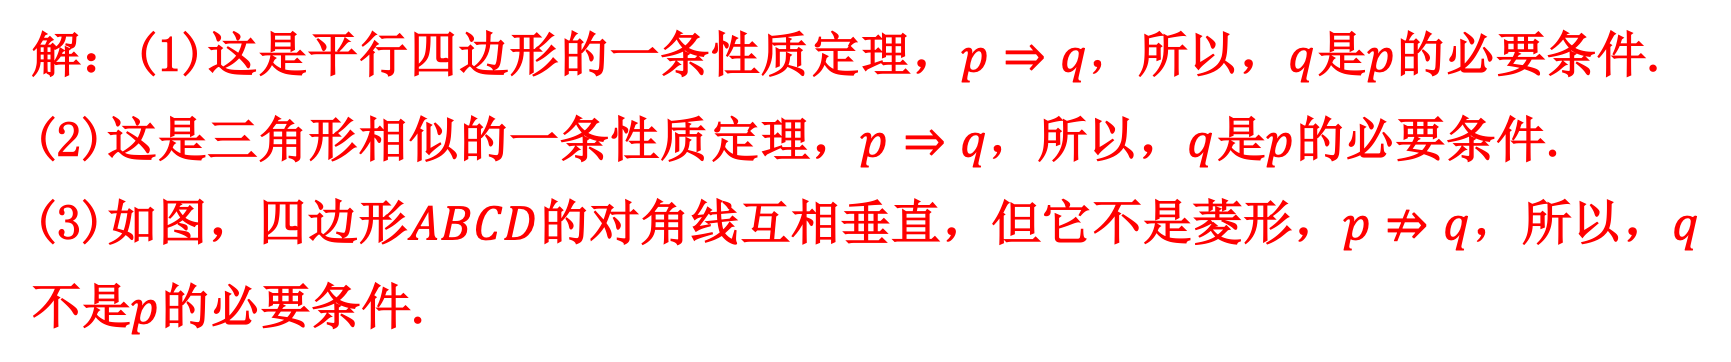 解：(1)这是平行四边形的一条性质定理，p ⇒ q，所以，q是p的必要条件.
(2)这是三角形相似的一条性质定理，p ⇒ q，所以，q是p的必要条件.
(3)如图，四边形ABCD的对角线互相垂直，但它不是菱形，p ⇏ q，所以，q
不是p的必要条件.